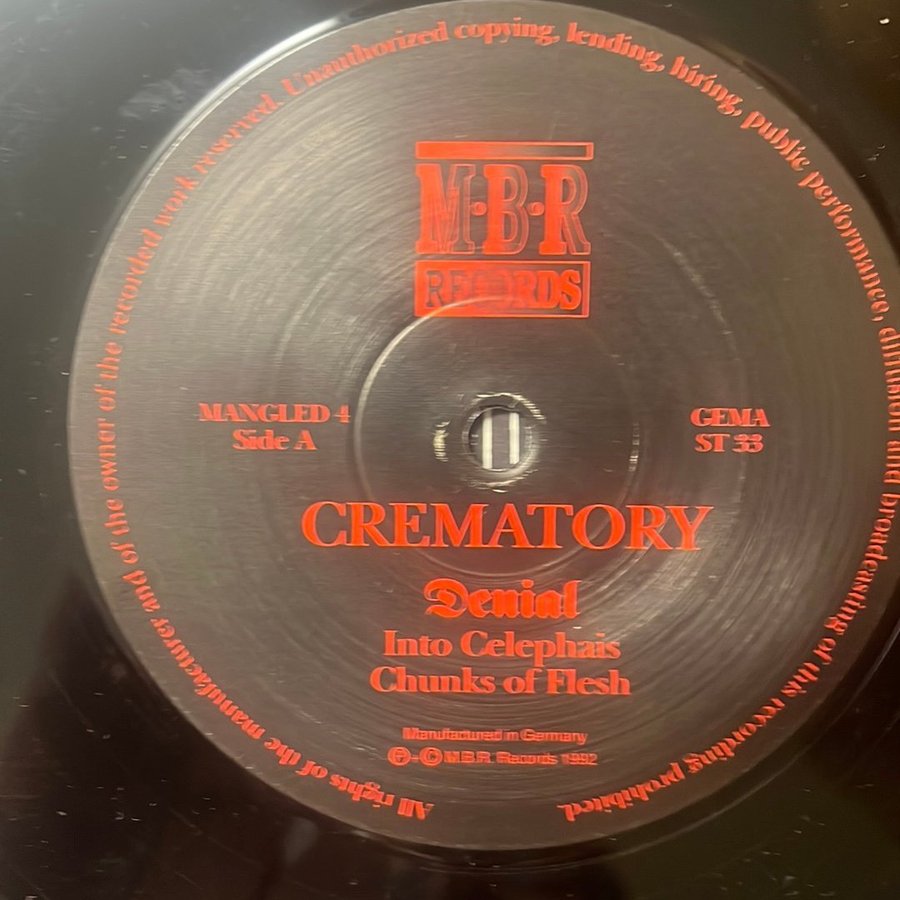 M·B·R
RECORDS
MANGLED 4
Side A
GEMA
ST 33
CREMATORY
Denial
Into Celephais
Chunks of Flesh
Manufactured in Germany
℗-© M.B.R. Records 1992
All rights of the manufacturer and of the owner of the recorded work reserved. Unauthorized copying, lending, hiring, public performance, diffusion and broadcasting of this recording prohibited.